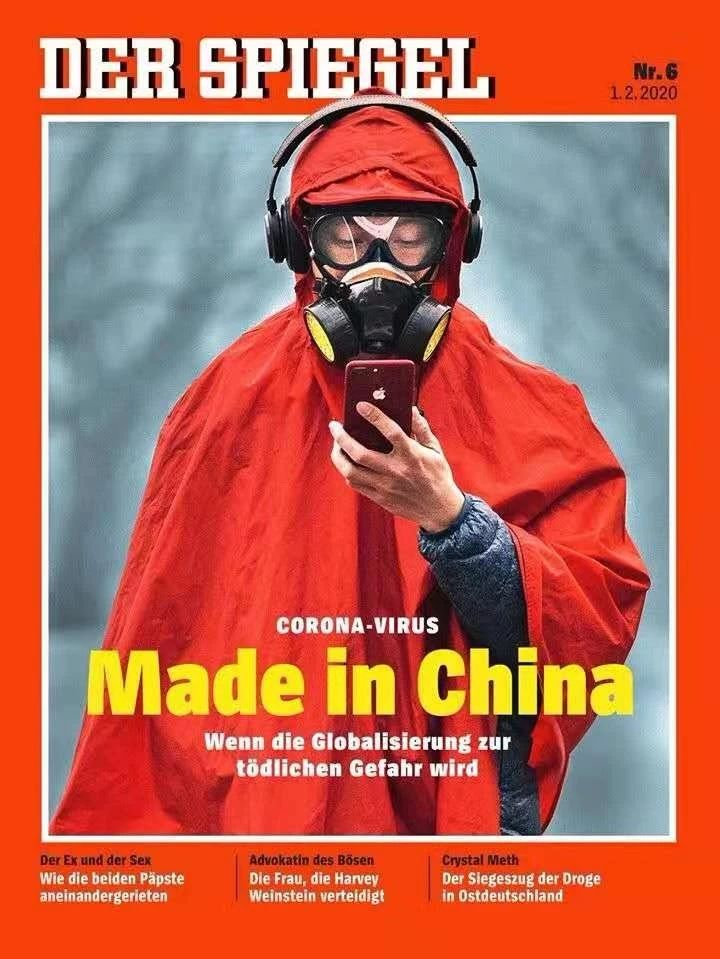 DER SPIEGEL
Nr. 6
1. 2. 2020
CORONA-VIRUS
Made in China
Wenn die Globalisierung zur
tödlichen Gefahr wird
Der Ex und der Sex
Wie die beiden Päpste
aneinandergerieten
Advokatin des Bösen
Die Frau, die Harvey
Weinstein verteidigt
Crystal Meth
Der Siegeszug der Droge
in Ostdeutschland